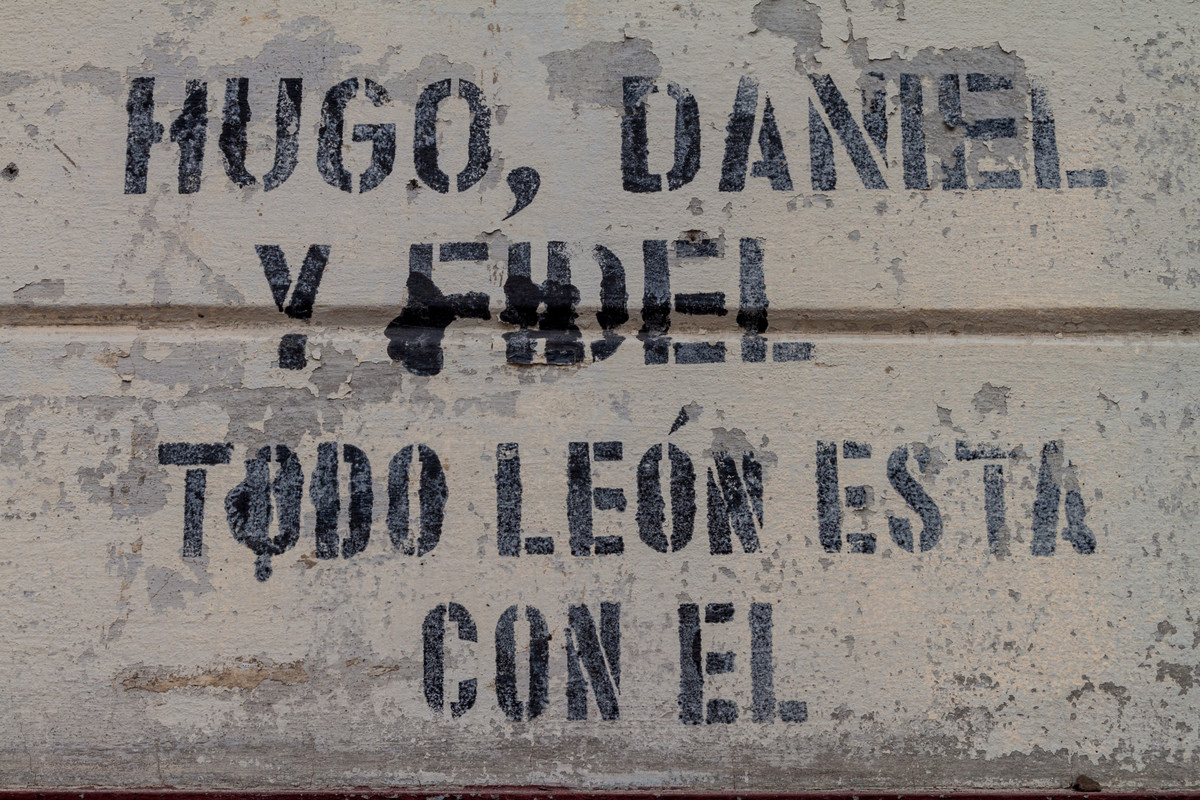 HUGO, DANIEL
Y FIDEL
TODO LEÓN ESTA
CON EL